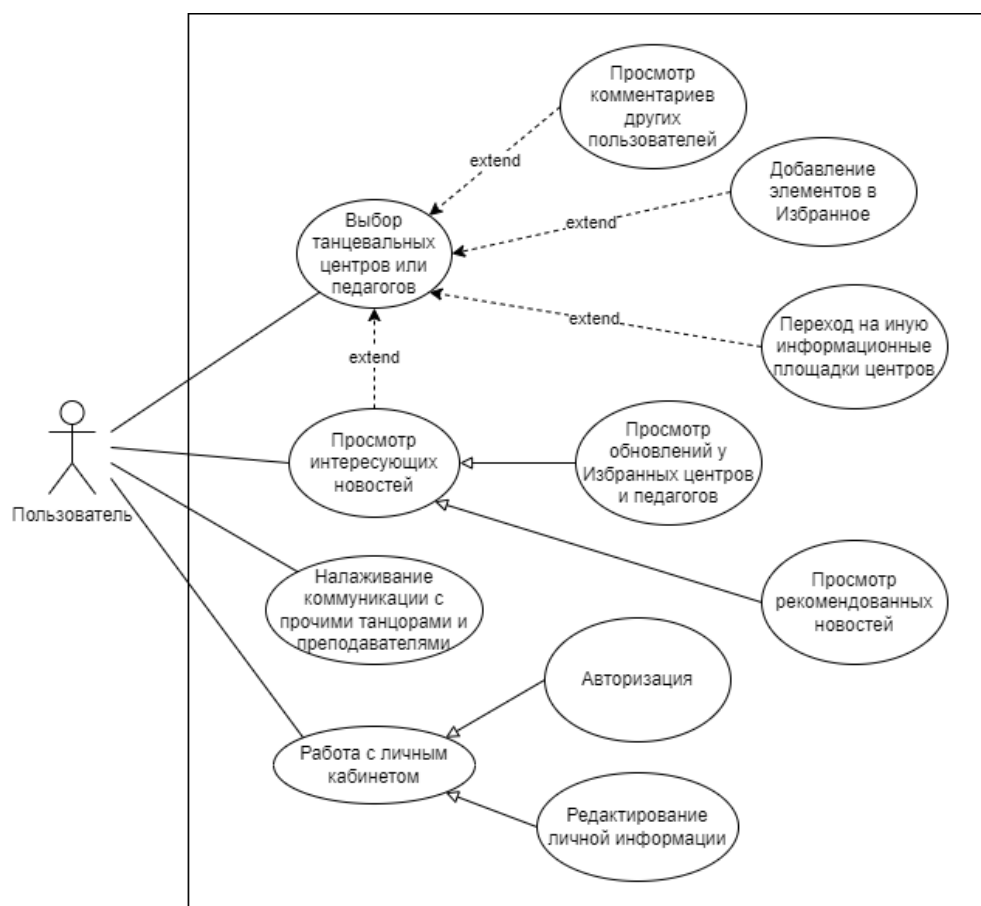 Просмотр
комментариев
других
пользователей
extend
Добавление
элементов в
Избранное
extend
Выбор
танцевальных
центров или
педагогов
extend
Переход на иную
информационные
площадки центров
extend
Просмотр
интересующих
новостей
Просмотр
обновлений у
Избранных центров
и педагогов
Пользователь
Налаживание
коммуникации с
прочими танцорами и
преподавателями
Просмотр
рекомендованных
новостей
Авторизация
Работа с личным
кабинетом
Редактирование
личной информации